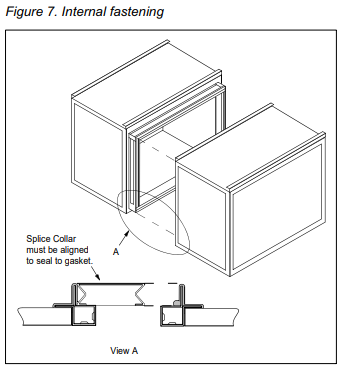 Figure 7. Internal fastening
Splice Collar
must be aligned
to seal to gasket.
A
View A